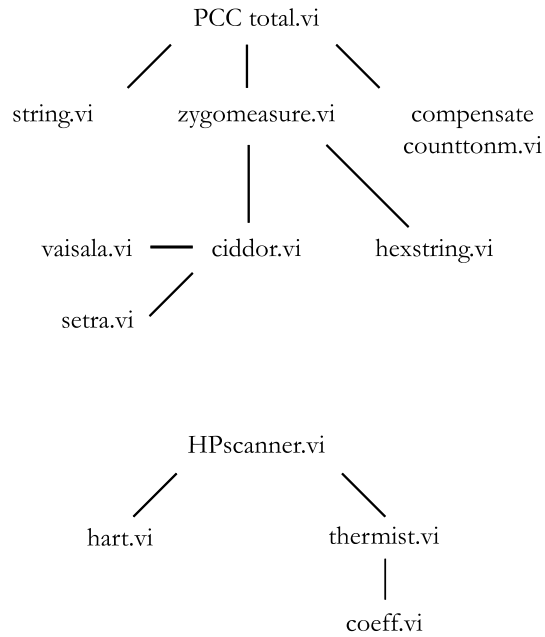 PCC total.vi
string.vi
zygomeasure.vi
compensate
counttonm.vi
vaisala.vi
ciddor.vi
hexstring.vi
setra.vi
HPscanner.vi
hart.vi
thermist.vi
coeff.vi